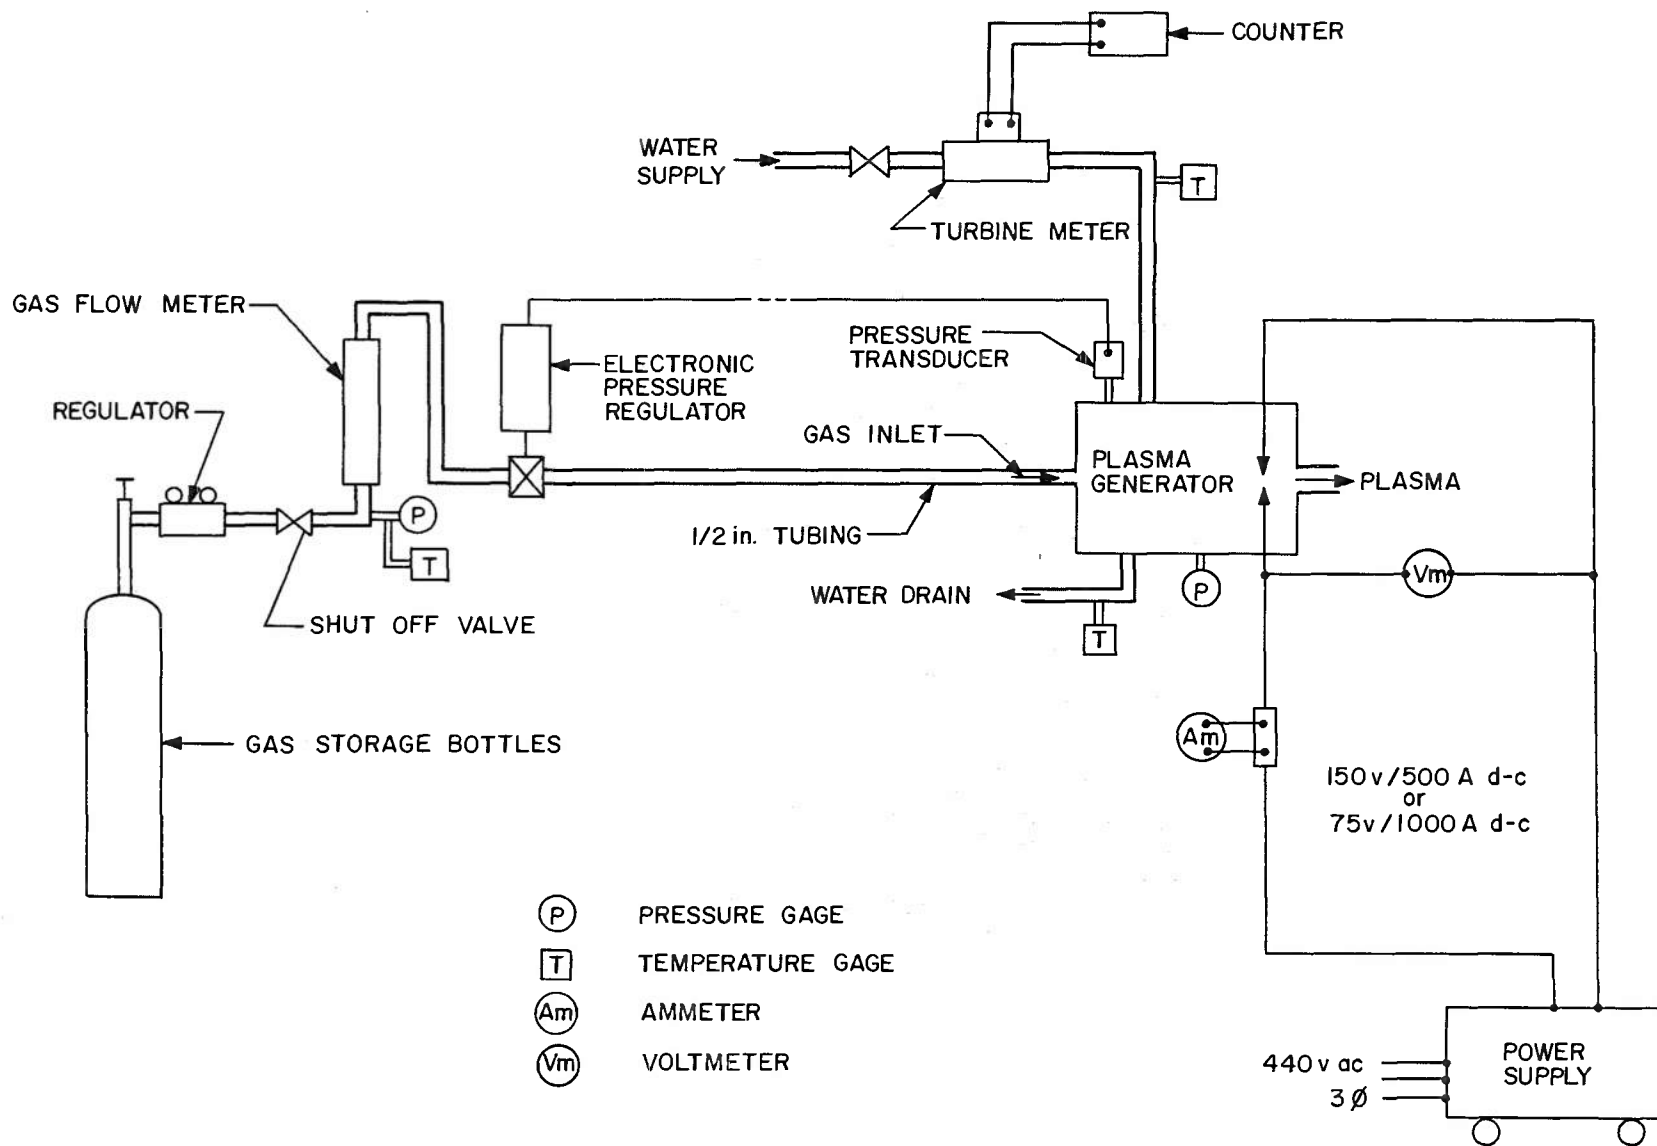 COUNTER
WATER
SUPPLY
T
TURBINE METER
GAS FLOW METER
PRESSURE
TRANSDUCER
ELECTRONIC
PRESSURE
REGULATOR
REGULATOR
GAS INLET
PLASMA
GENERATOR
PLASMA
P
1/2 in. TUBING
T
WATER DRAIN
P
Vm
SHUT OFF VALVE
T
Am
GAS STORAGE BOTTLES
150v/500 A d-c
or
75v/1000 A d-c
P PRESSURE GAGE
T TEMPERATURE GAGE
Am AMMETER
Vm VOLTMETER
POWER
SUPPLY
440v ac
3Ø